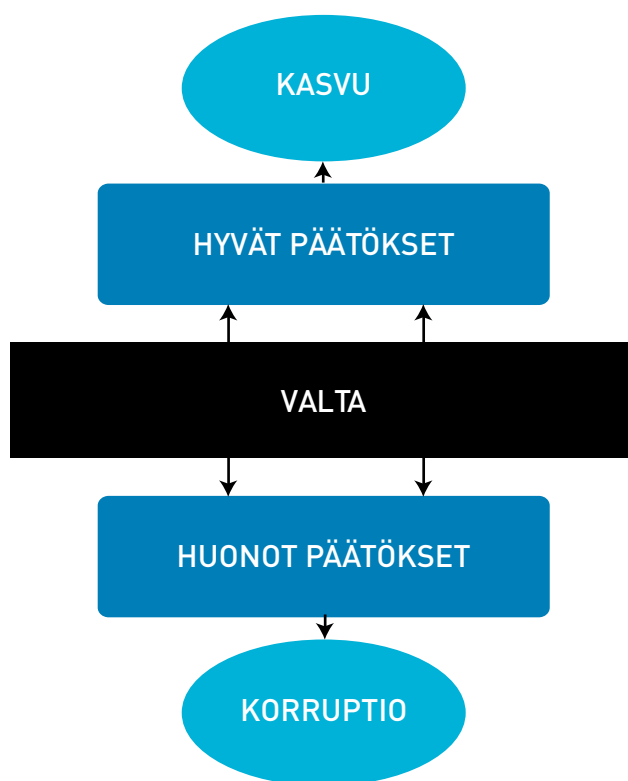 KASVU
HYVÄT PÄÄTÖKSET
VALTA
HUONOT PÄÄTÖKSET
KORRUPTIO